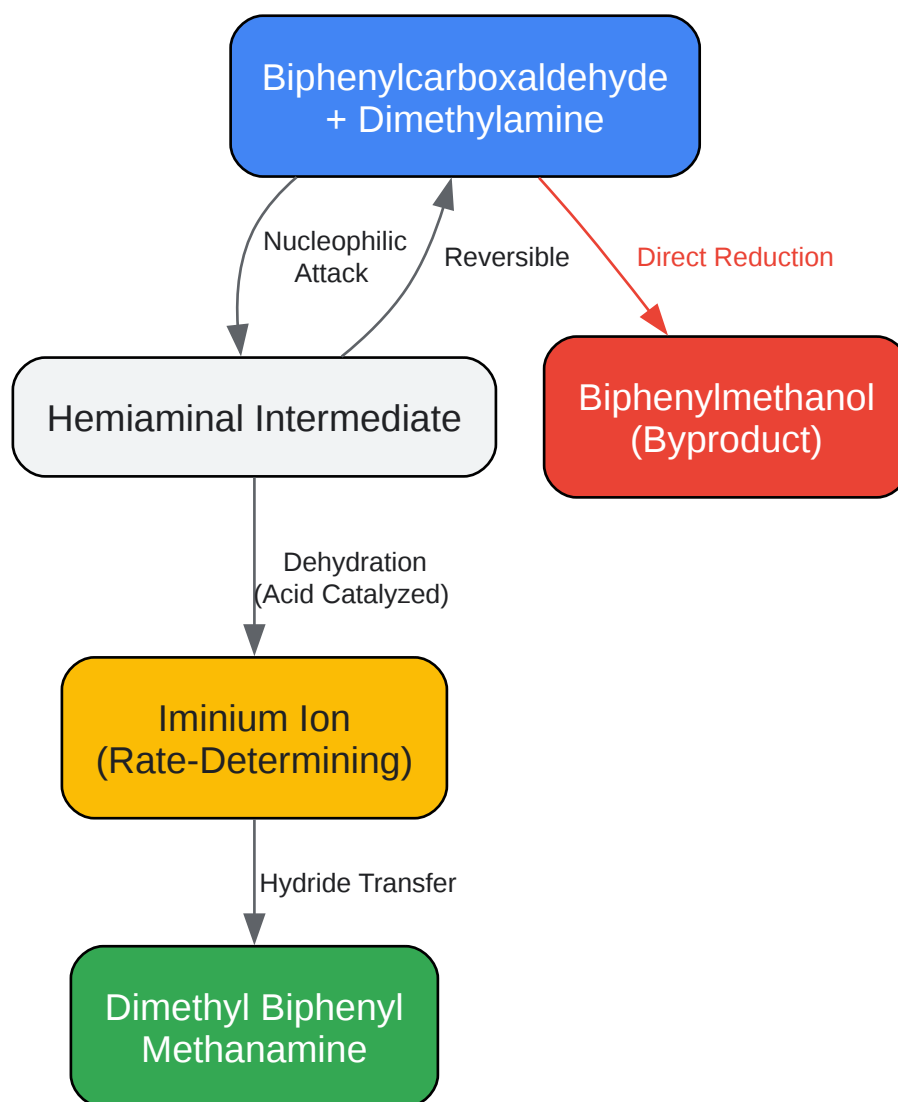 Biphenylcarboxaldehyde
+ Dimethylamine
Nucleophilic
Attack
Reversible
Direct Reduction
Hemiaminal Intermediate
Biphenylmethanol
(Byproduct)
Dehydration
(Acid Catalyzed)
Iminium Ion
(Rate-Determining)
Hydride Transfer
Dimethyl Biphenyl
Methanamine